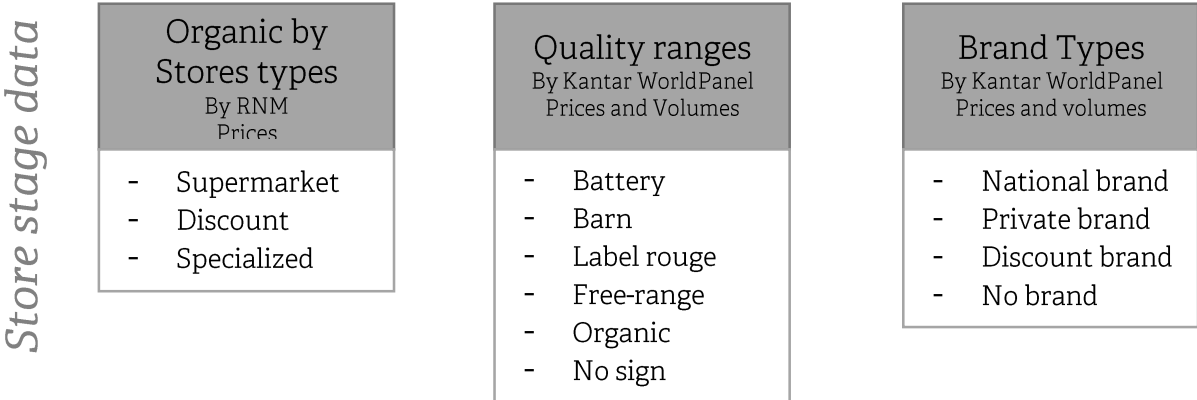 Store stage data
Organic by
Stores types
By RNM
Prices
- Supermarket
- Discount
- Specialized
Quality ranges
By Kantar WorldPanel
Prices and Volumes
- Battery
- Barn
- Label rouge
- Free-range
- Organic
- No sign
Brand Types
By Kantar WorldPanel
Prices and volumes
- National brand
- Private brand
- Discount brand
- No brand